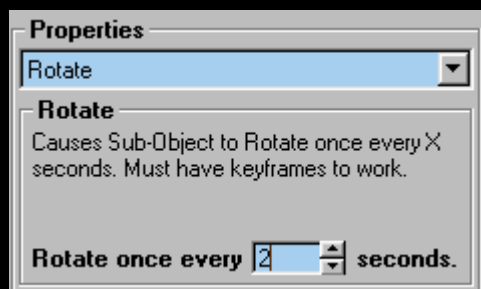 Properties
Rotate
Rotate
Causes Sub-Object to Rotate once every X
seconds. Must have keyframes to work.
Rotate once every 2 seconds.